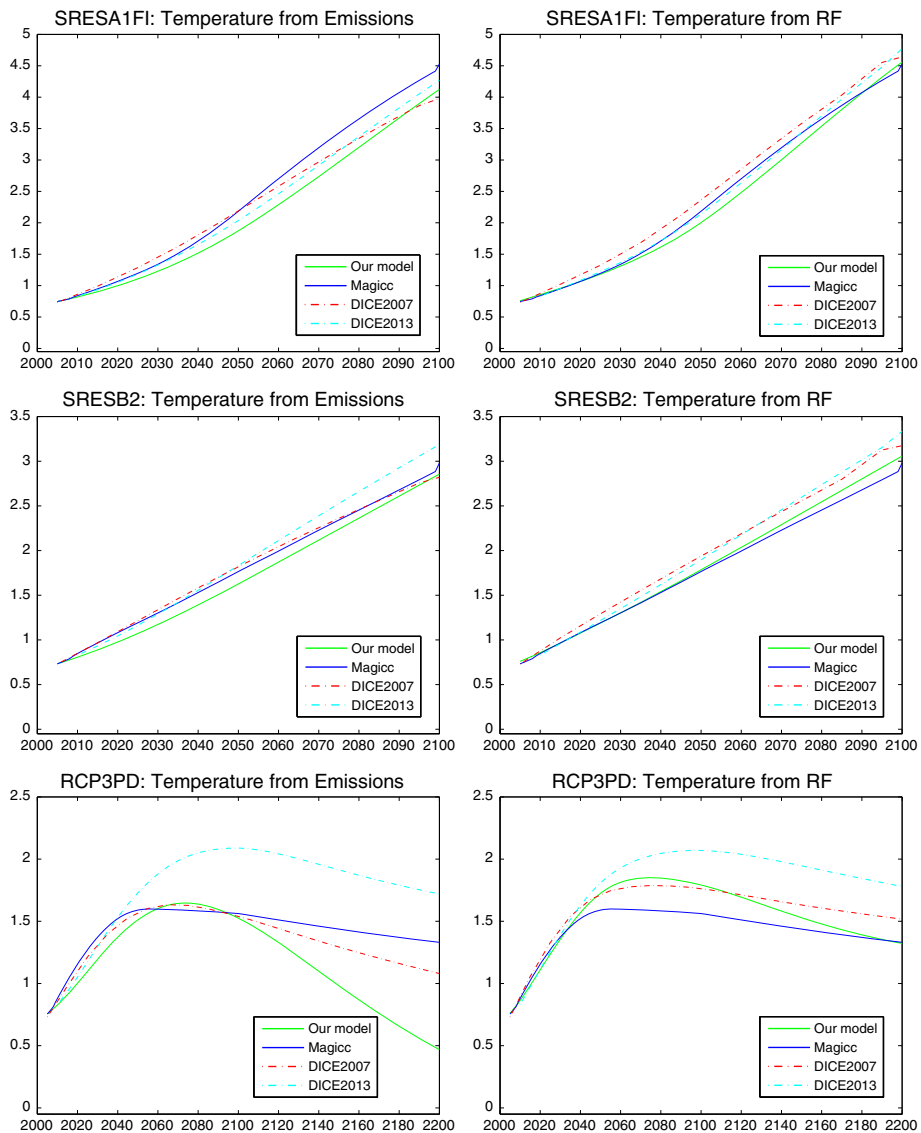 SRESA1FI: Temperature from Emissions
5
4.5
4
3.5
3
2.5
2
1.5
1
0.5
0
2000 2010 2020 2030 2040 2050 2060 2070 2080 2090 2100
Our model
Magicc
DICE2007
DICE2013
SRESA1FI: Temperature from RF
5
4.5
4
3.5
3
2.5
2
1.5
1
0.5
0
2000 2010 2020 2030 2040 2050 2060 2070 2080 2090 2100
Our model
Magicc
DICE2007
DICE2013
SRESB2: Temperature from Emissions
3.5
3
2.5
2
1.5
1
0.5
0
2000 2010 2020 2030 2040 2050 2060 2070 2080 2090 2100
Our model
Magicc
DICE2007
DICE2013
SRESB2: Temperature from RF
3.5
3
2.5
2
1.5
1
0.5
0
2000 2010 2020 2030 2040 2050 2060 2070 2080 2090 2100
Our model
Magicc
DICE2007
DICE2013
RCP3PD: Temperature from Emissions
2.5
2
1.5
1
0.5
0
2000 2020 2040 2060 2080 2100 2120 2140 2160 2180 2200
Our model
Magicc
DICE2007
DICE2013
RCP3PD: Temperature from RF
2.5
2
1.5
1
0.5
0
2000 2020 2040 2060 2080 2100 2120 2140 2160 2180 2200
Our model
Magicc
DICE2007
DICE2013